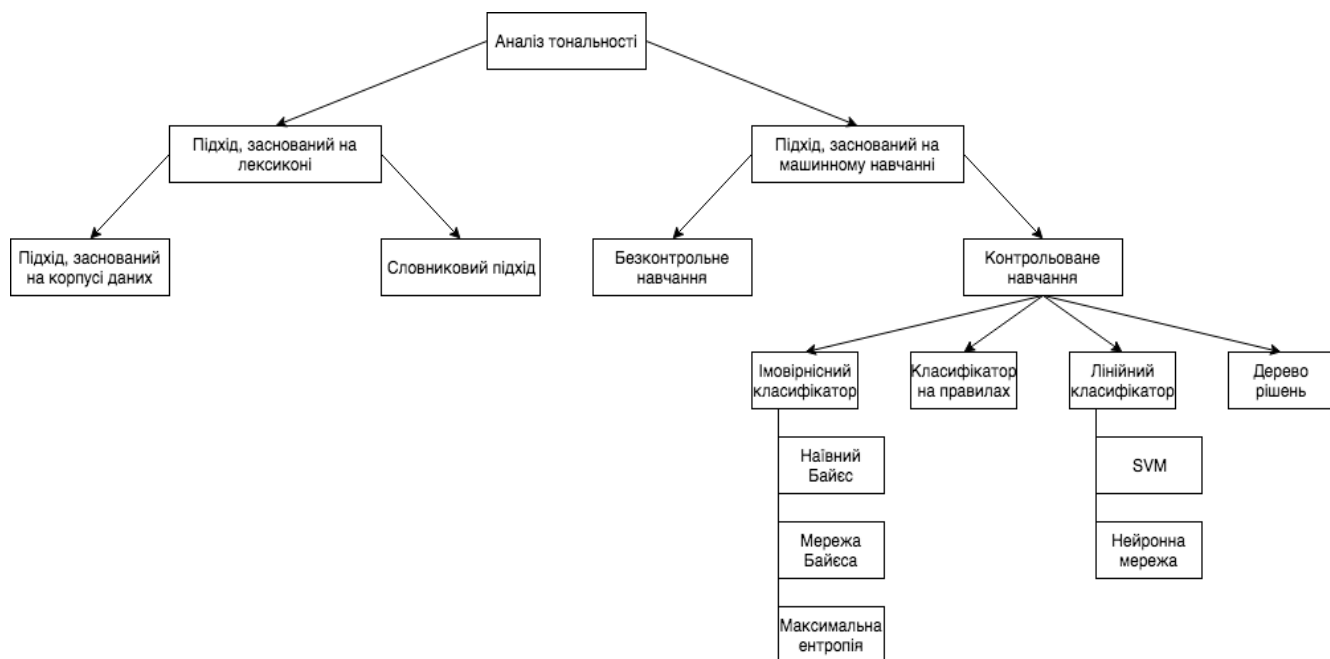 Аналіз тональності
Підхід, заснований на
лексиконі
Підхід, заснований на
машинному навчанні
Підхід, заснований
на корпусі даних
Словниковий підхід
Безконтрольне
навчання
Контрольоване
навчання
Імовірнісний
класифікатор
Класифікатор
на правилах
Лінійний
класифікатор
Дерево
рішень
Наївний
Байєс
SVM
Мережа
Байєса
Нейронна
мережа
Максимальна
ентропія